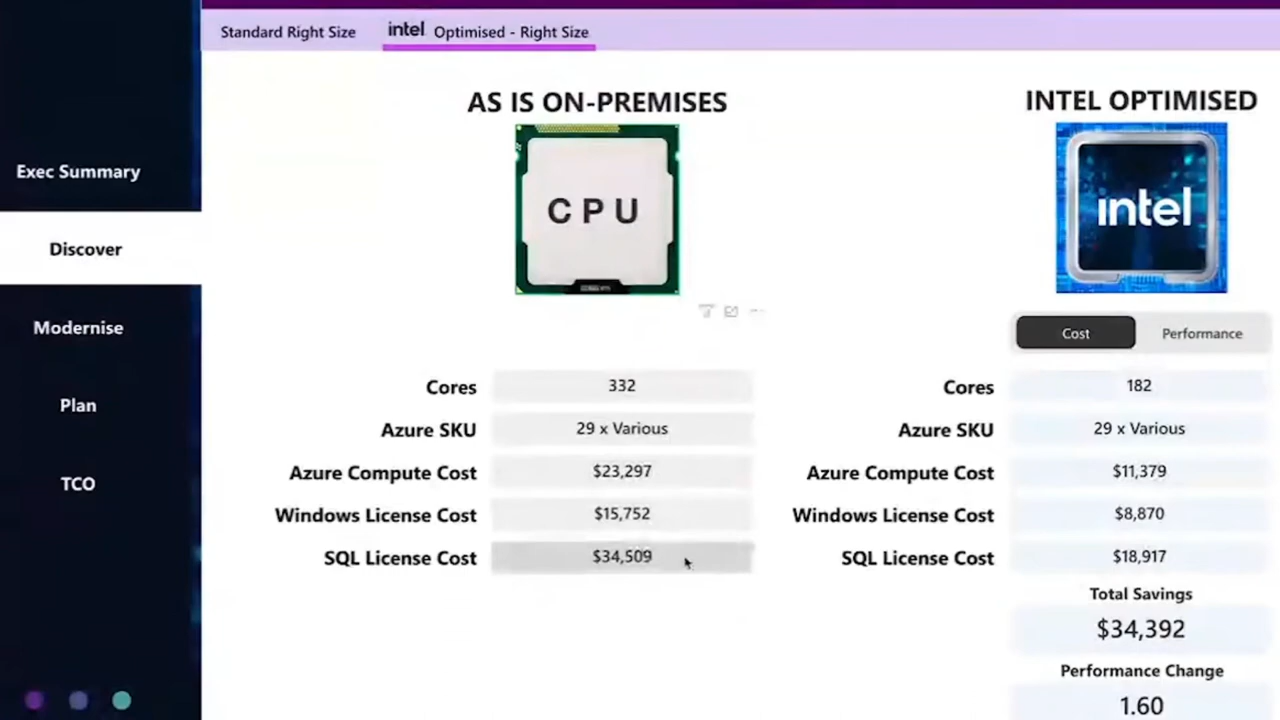 Standard Right Size
intel Optimised - Right Size
AS IS ON-PREMISES
INTEL OPTIMISED
CPU
intel
Exec Summary
Discover
Modernise
Plan
TCO
Cost Performance
Cores 332
Azure SKU 29 x Various
Azure Compute Cost $23,297
Windows License Cost $15,752
SQL License Cost $34,509
Cores 182
Azure SKU 29 x Various
Azure Compute Cost $11,379
Windows License Cost $8,870
SQL License Cost $18,917
Total Savings
$34,392
Performance Change
1.60